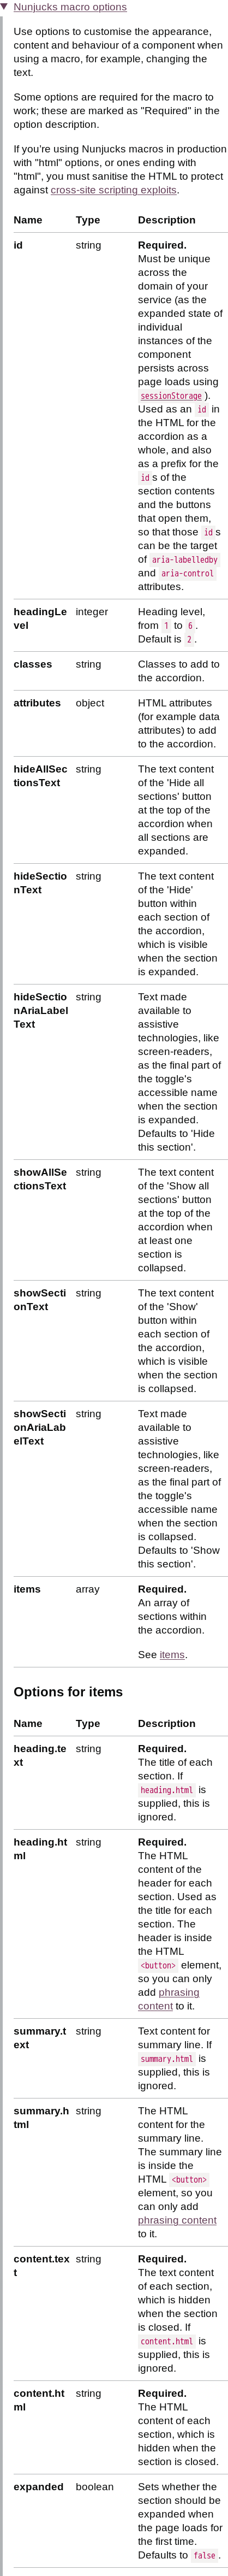 ▼ Nunjucks macro options
Use options to customise the appearance,
content and behaviour of a component when
using a macro, for example, changing the
text.
Some options are required for the macro to
work; these are marked as "Required" in the
option description.
If you're using Nunjucks macros in production
with "html" options, or ones ending with
"html", you must sanitise the HTML to protect
against cross-site scripting exploits.
Name Type Description
id string Required.
Must be unique
across the
domain of your
service (as the
expanded state of
individual
instances of the
component
persists across
page loads using
sessionStorage ).
Used as an id in
the HTML for the
accordion as a
whole, and also
as a prefix for the
id s of the
section contents
and the buttons
that open them,
so that those id s
can be the target
of aria-labelledby
and aria-control
attributes.
headingLe integer Heading level,
vel from 1 to 6 .
Default is 2 .
classes string Classes to add to
the accordion.
attributes object HTML attributes
(for example data
attributes) to add
to the accordion.
hideAllSec string The text content
tionsText of the 'Hide all
sections' button
at the top of the
accordion when
all sections are
expanded.
hideSectio string The text content
nText of the 'Hide'
button within
each section of
the accordion,
which is visible
when the section
is expanded.
hideSectio string Text made
nAriaLabel available to
Text assistive
technologies, like
screen-readers,
as the final part of
the toggle's
accessible name
when the section
is expanded.
Defaults to 'Hide
this section'.
showAllSe string The text content
ctionsText of the 'Show all
sections' button
at the top of the
accordion when
at least one
section is
collapsed.
showSecti string The text content
onText of the 'Show'
button within
each section of
the accordion,
which is visible
when the section
is collapsed.
showSecti string Text made
onAriaLab available to
elText assistive
technologies, like
screen-readers,
as the final part of
the toggle's
accessible name
when the section
is collapsed.
Defaults to 'Show
this section'.
items array Required.
An array of
sections within
the accordion.
See items.
Options for items
Name Type Description
heading.te string Required.
xt The title of each
section. If
heading.html is
supplied, this is
ignored.
heading.ht string Required.
ml The HTML
content of the
header for each
section. Used as
the title for each
section. The
header is inside
the HTML
<button> element,
so you can only
add phrasing
content to it.
summary.t string Text content for
ext summary line. If
summary.html is
supplied, this is
ignored.
summary.h string The HTML
tml content for the
summary line.
The summary line
is inside the
HTML <button>
element, so you
can only add
phrasing content
to it.
content.tex string Required.
t The text content
of each section,
which is hidden
when the section
is closed. If
content.html is
supplied, this is
ignored.
content.ht string Required.
ml The HTML
content of each
section, which is
hidden when the
section is closed.
expanded boolean Sets whether the
section should be
expanded when
the page loads for
the first time.
Defaults to false .